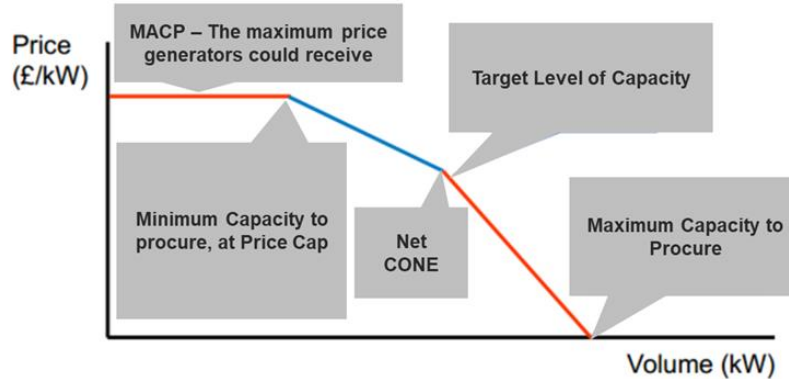 Price
(£/kW)
MACP – The maximum price
generators could receive
Target Level of Capacity
Minimum Capacity to
procure, at Price Cap
Net
CONE
Maximum Capacity to
Procure
Volume (kW)